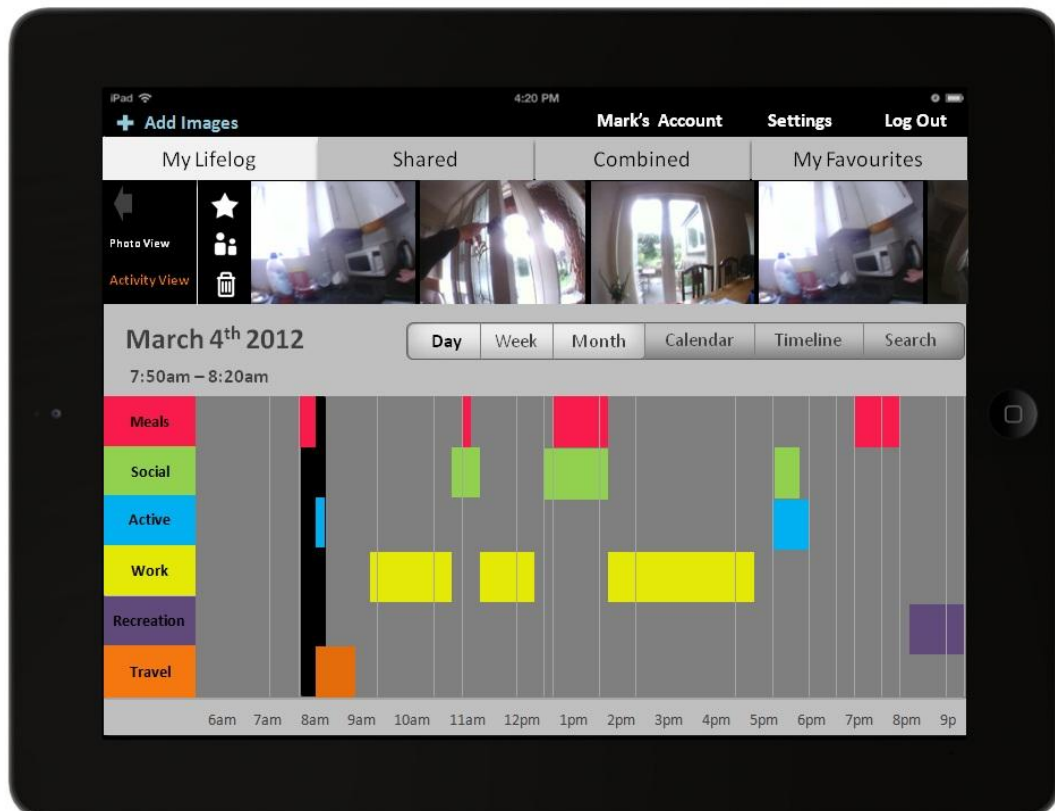 iPad 4:20 PM
Add Images Mark's Account Settings Log Out
My Lifelog Shared Combined My Favourites
Photo View
Activity View
March 4th 2012 Day Week Month Calendar Timeline Search
7:50am – 8:20am
Meals
Social
Active
Work
Recreation
Travel
6am 7am 8am 9am 10am 11am 12pm 1pm 2pm 3pm 4pm 5pm 6pm 7pm 8pm 9p